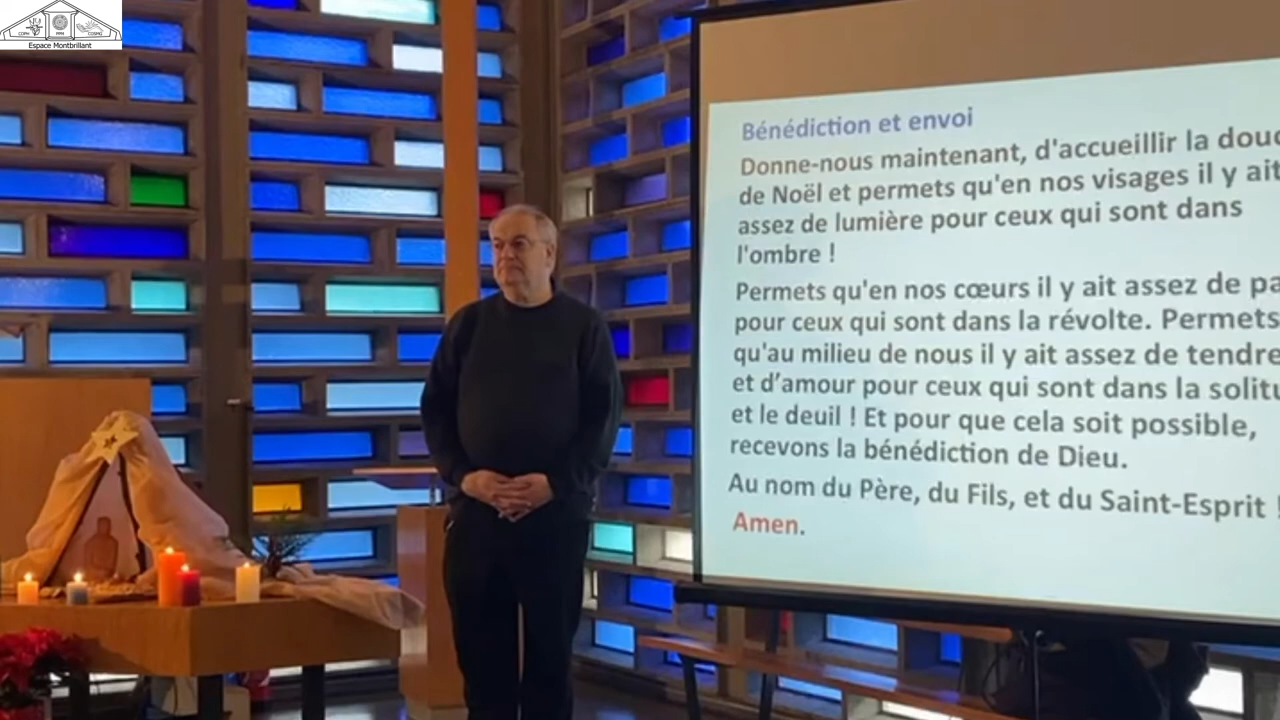 COPH PPH COSMG
Espace Montbrillant
Bénédiction et envoi
Donne-nous maintenant, d'accueillir la
de Noël et permets qu'en nos visages il y ait
assez de lumière pour ceux qui sont dans
l'ombre !
Permets qu'en nos cœurs il y ait assez de
pour ceux qui sont dans la révolte. Permets
qu'au milieu de nous il y ait assez de
et d'amour pour ceux qui sont dans la
et le deuil ! Et pour que cela soit possible,
recevons la bénédiction de Dieu.
Au nom du Père, du Fils, et du Saint-Esprit !
Amen.